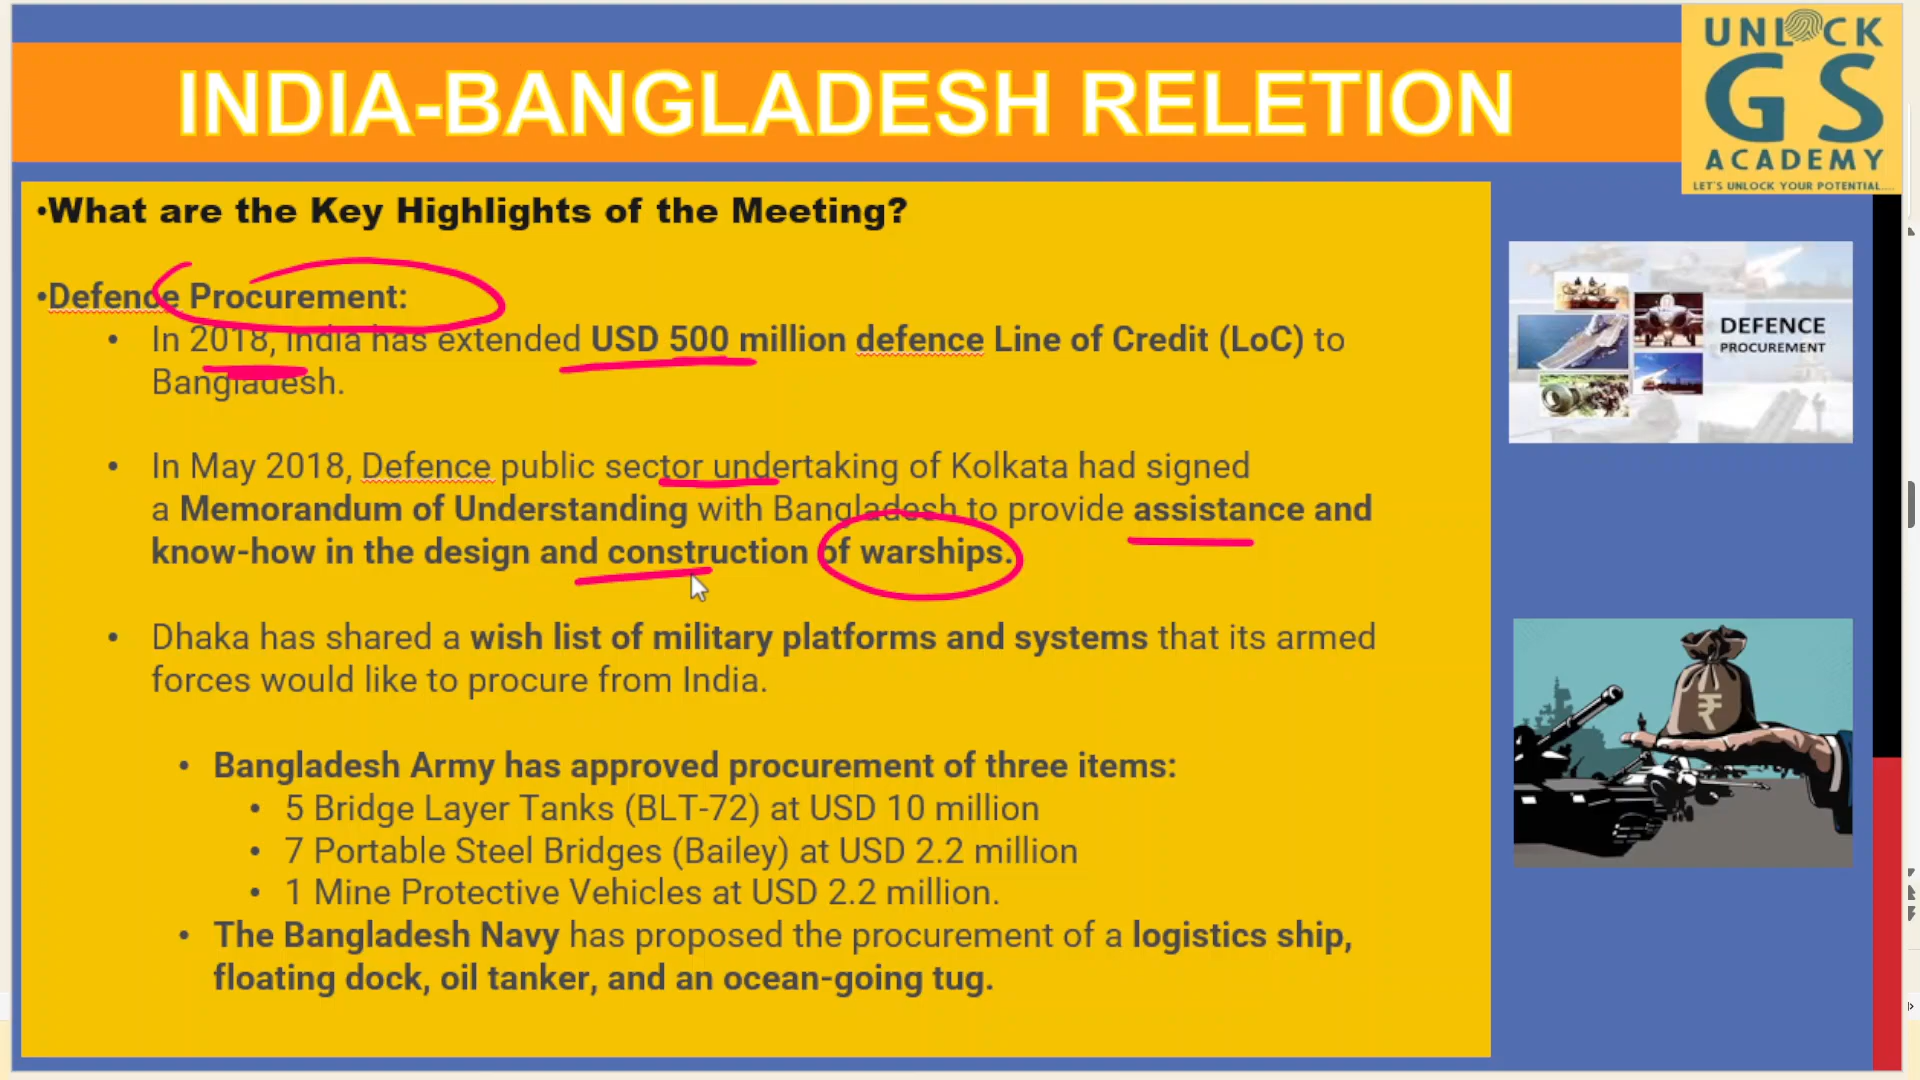 UNLOCK
GS
ACADEMY
LET'S UNLOCK YOUR POTENTIAL....
INDIA-BANGLADESH RELETION
•What are the Key Highlights of the Meeting?
•Defence Procurement:
• In 2018, India has extended USD 500 million defence Line of Credit (LoC) to
Bangladesh.
• In May 2018, Defence public sector undertaking of Kolkata had signed
a Memorandum of Understanding with Bangladesh to provide assistance and
know-how in the design and construction of warships.
• Dhaka has shared a wish list of military platforms and systems that its armed
forces would like to procure from India.
• Bangladesh Army has approved procurement of three items:
• 5 Bridge Layer Tanks (BLT-72) at USD 10 million
• 7 Portable Steel Bridges (Bailey) at USD 2.2 million
• 1 Mine Protective Vehicles at USD 2.2 million.
• The Bangladesh Navy has proposed the procurement of a logistics ship,
floating dock, oil tanker, and an ocean-going tug.
DEFENCE
PROCUREMENT
₹